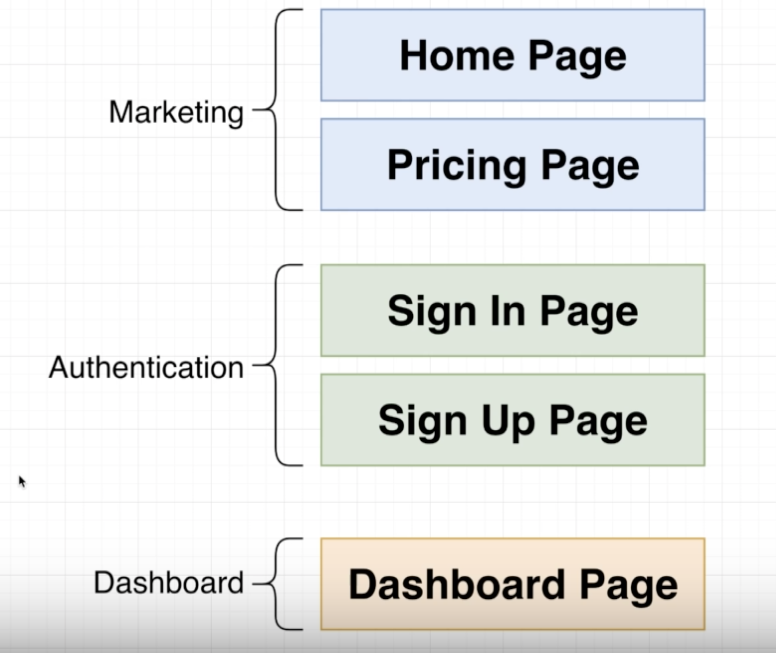 Marketing
Home Page
Pricing Page
Authentication
Sign In Page
Sign Up Page
Dashboard
Dashboard Page